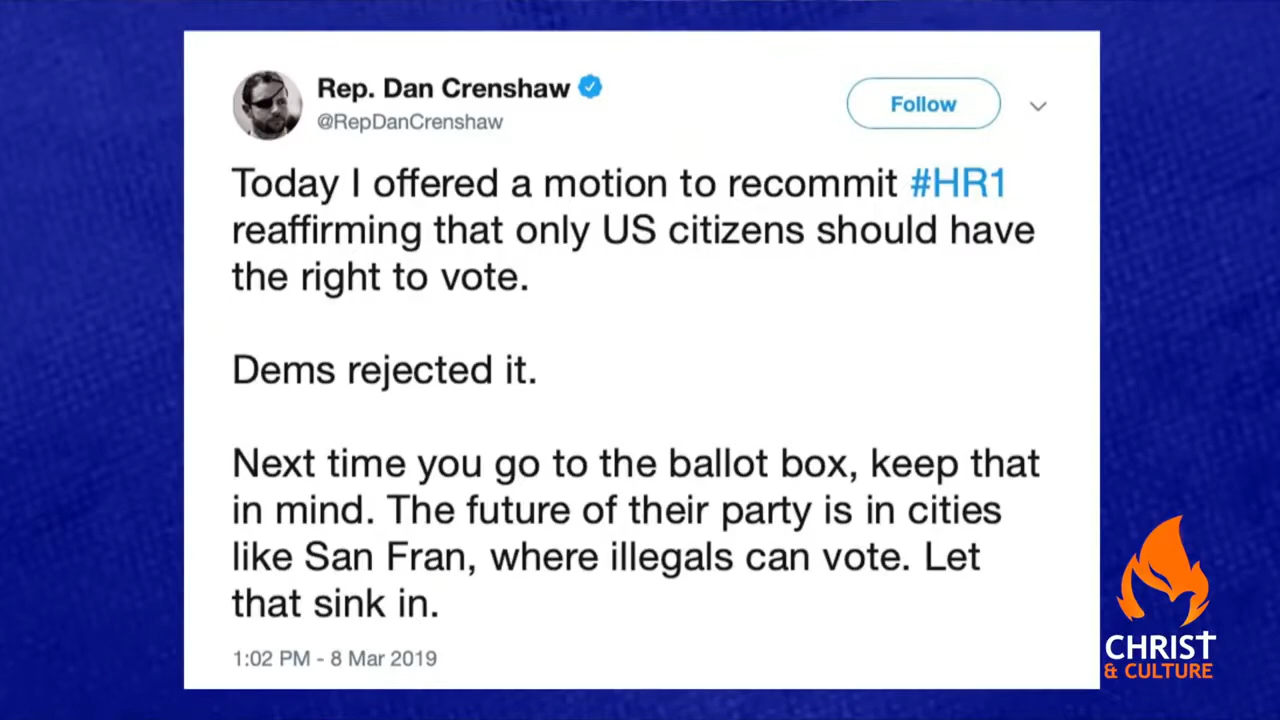 Rep. Dan Crenshaw
@RepDanCrenshaw
Follow
Today I offered a motion to recommit #HR1
reaffirming that only US citizens should have
the right to vote.
Dems rejected it.
Next time you go to the ballot box, keep that
in mind. The future of their party is in cities
like San Fran, where illegals can vote. Let
that sink in.
1:02 PM - 8 Mar 2019
CHRIST
& CULTURE